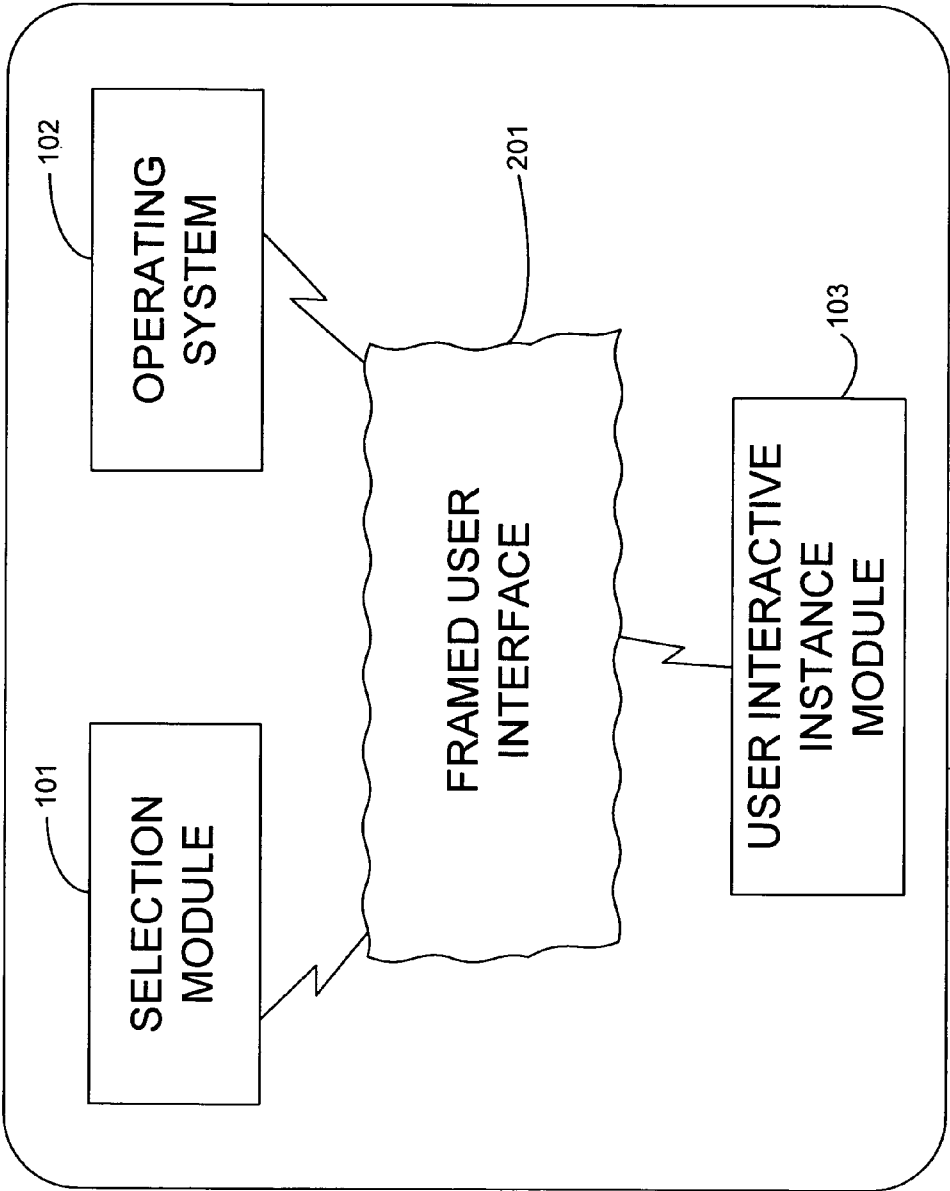 101
SELECTION
MODULE
102
OPERATING
SYSTEM
FRAMED USER
INTERFACE
201
USER INTERACTIVE
INSTANCE
MODULE
103